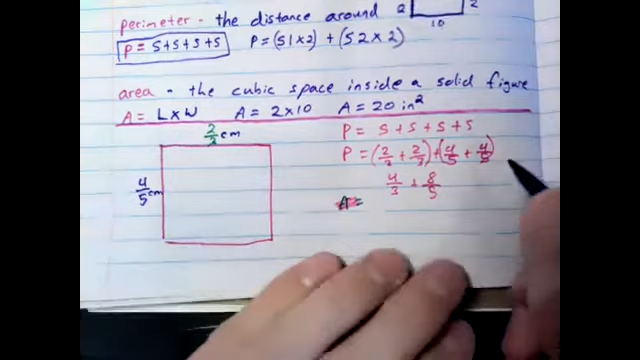 perimeter - the distance around
2 2
10
P = S+S+S+S P = (S1 x 2) + (S2 x 2)
area - the cubic space inside a solid figure
A = L x W A = 2 x 10 A = 20 in²
2/3 cm
4/5 cm
P = S + S + S + S
P = (2/3 + 2/3) + (4/5 + 4/5)
4/3 + 8/5
A =